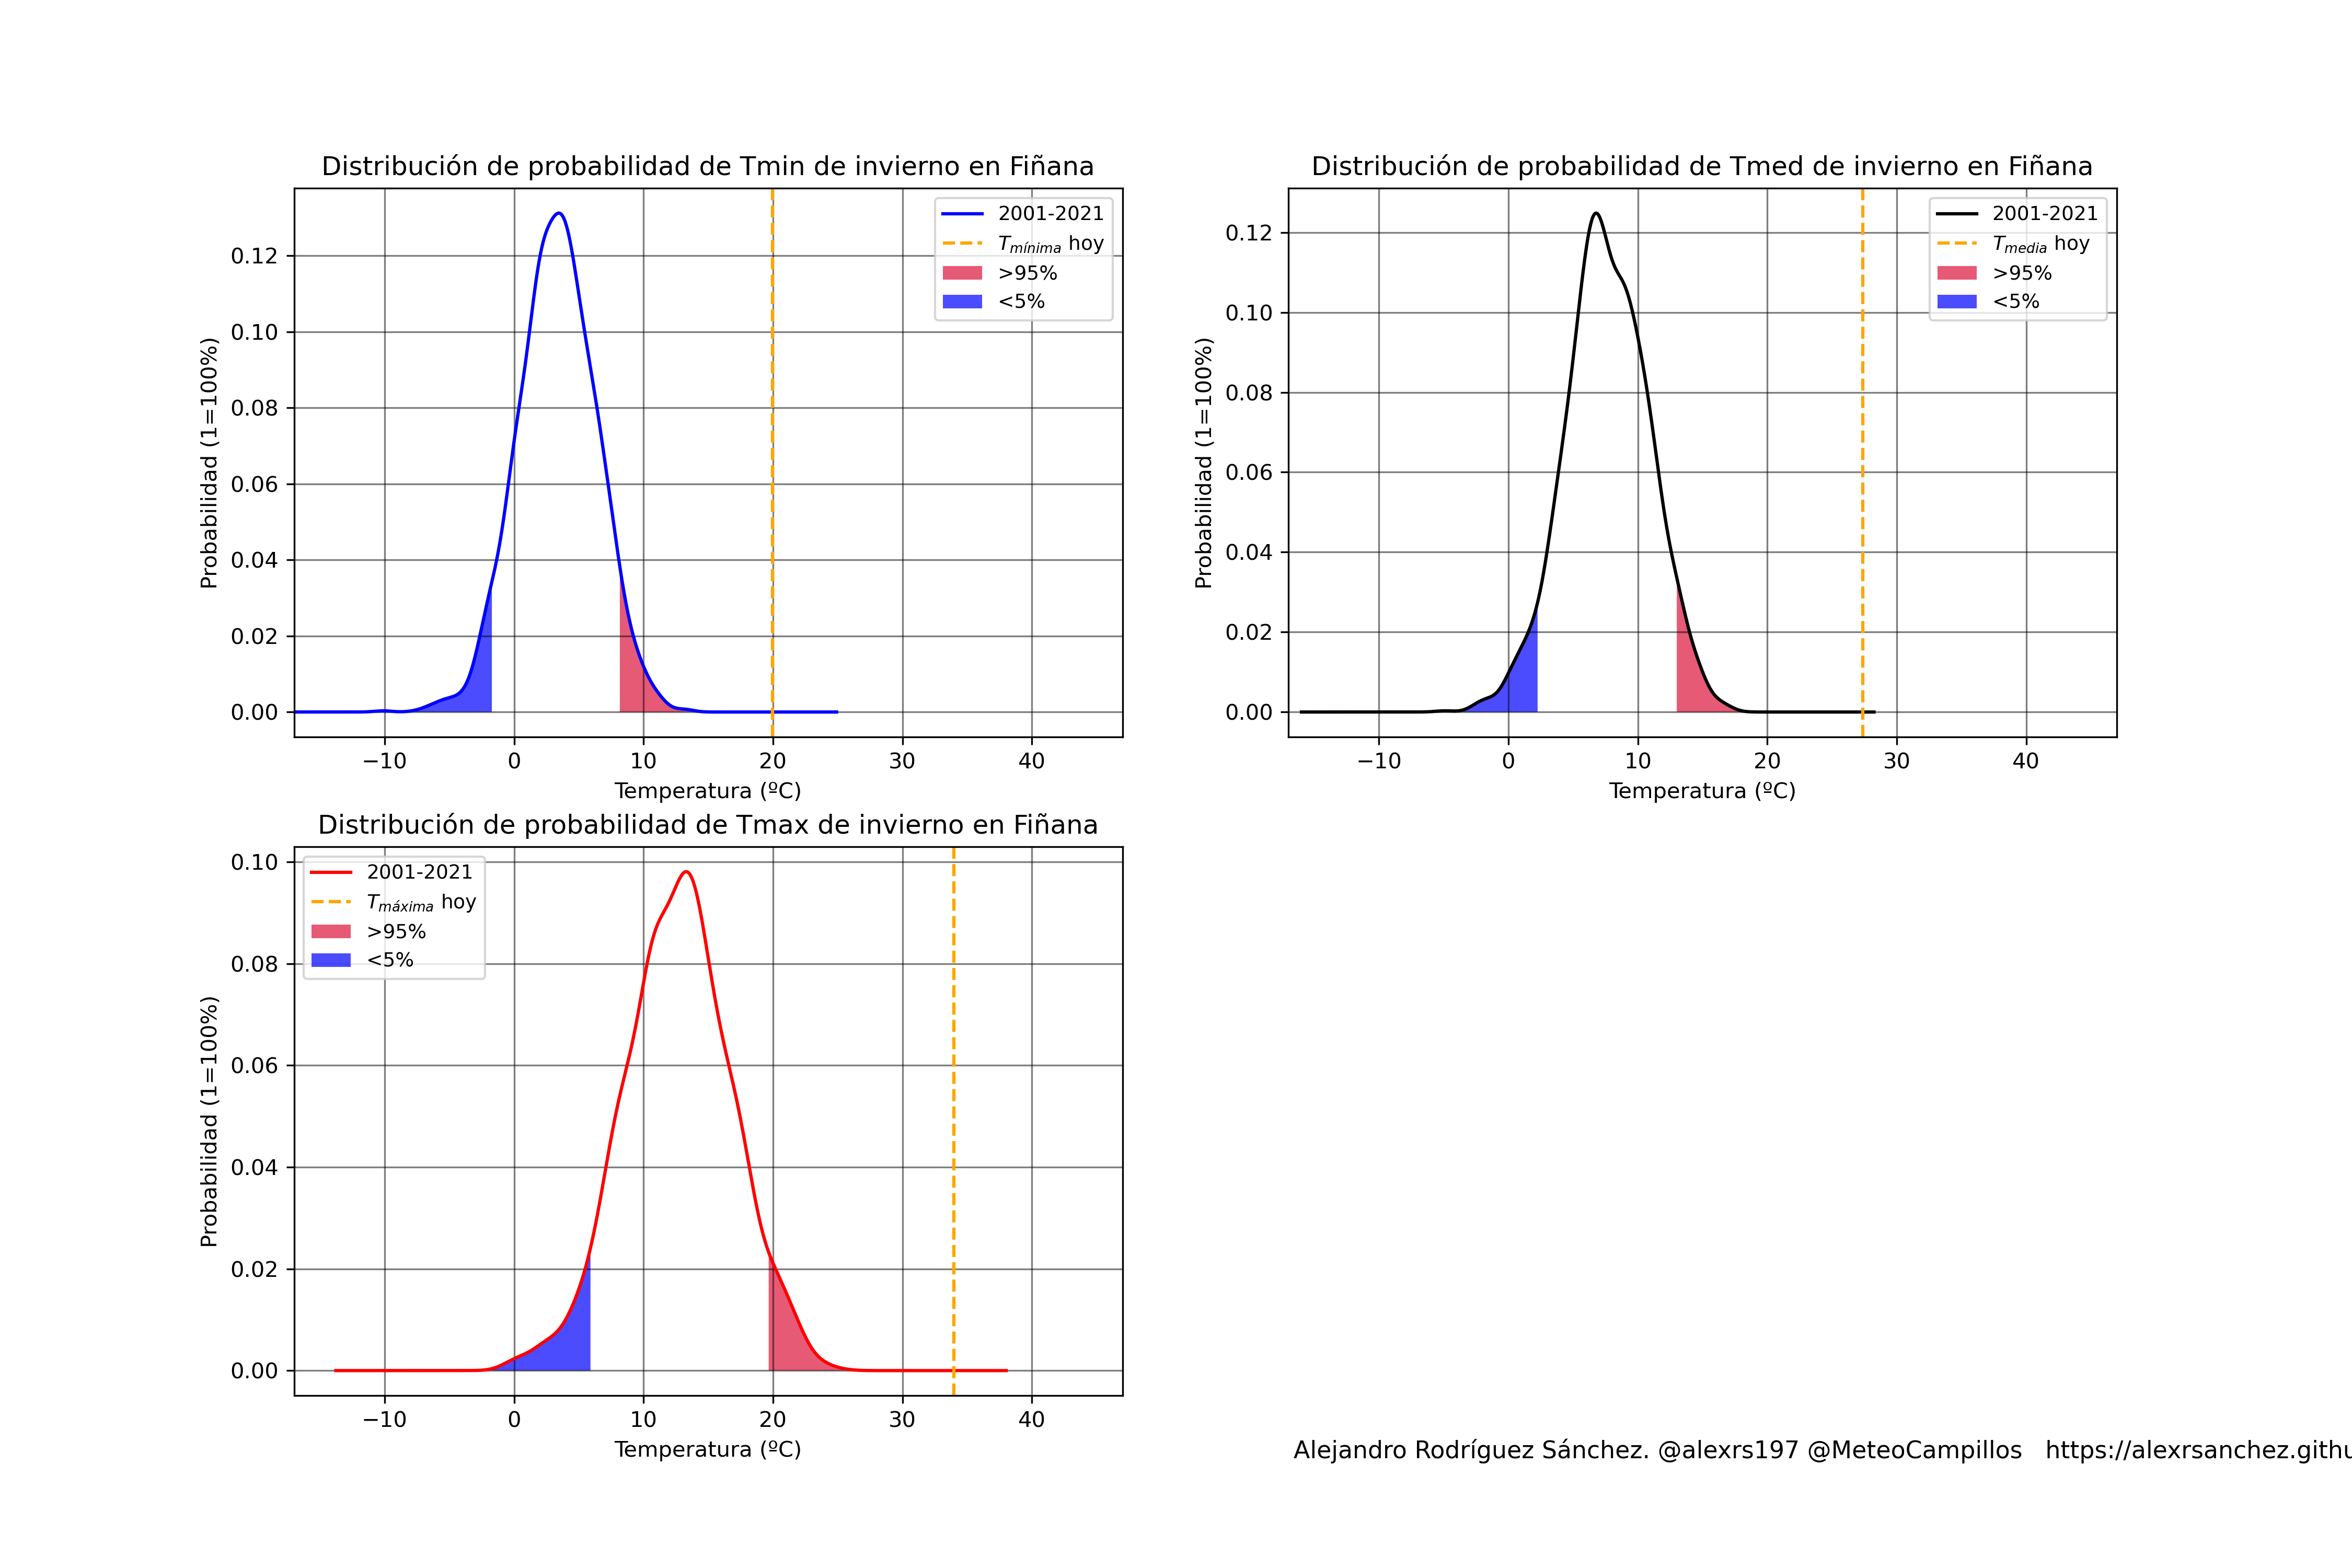 Distribución de probabilidad de Tmin de invierno en Fiñana
2001-2021
Tmínima hoy
>95%
<5%
0.12
0.10
0.08
0.06
0.04
0.02
0.00
Probabilidad (1=100%)
−10 0 10 20 30 40
Temperatura (ºC)
Distribución de probabilidad de Tmed de invierno en Fiñana
2001-2021
Tmedia hoy
>95%
<5%
0.12
0.10
0.08
0.06
0.04
0.02
0.00
Probabilidad (1=100%)
−10 0 10 20 30 40
Temperatura (ºC)
Distribución de probabilidad de Tmax de invierno en Fiñana
2001-2021
Tmáxima hoy
>95%
<5%
0.10
0.08
0.06
0.04
0.02
0.00
Probabilidad (1=100%)
−10 0 10 20 30 40
Temperatura (ºC)
Alejandro Rodríguez Sánchez. @alexrs197 @MeteoCampillos https://alexrsanchez.githu